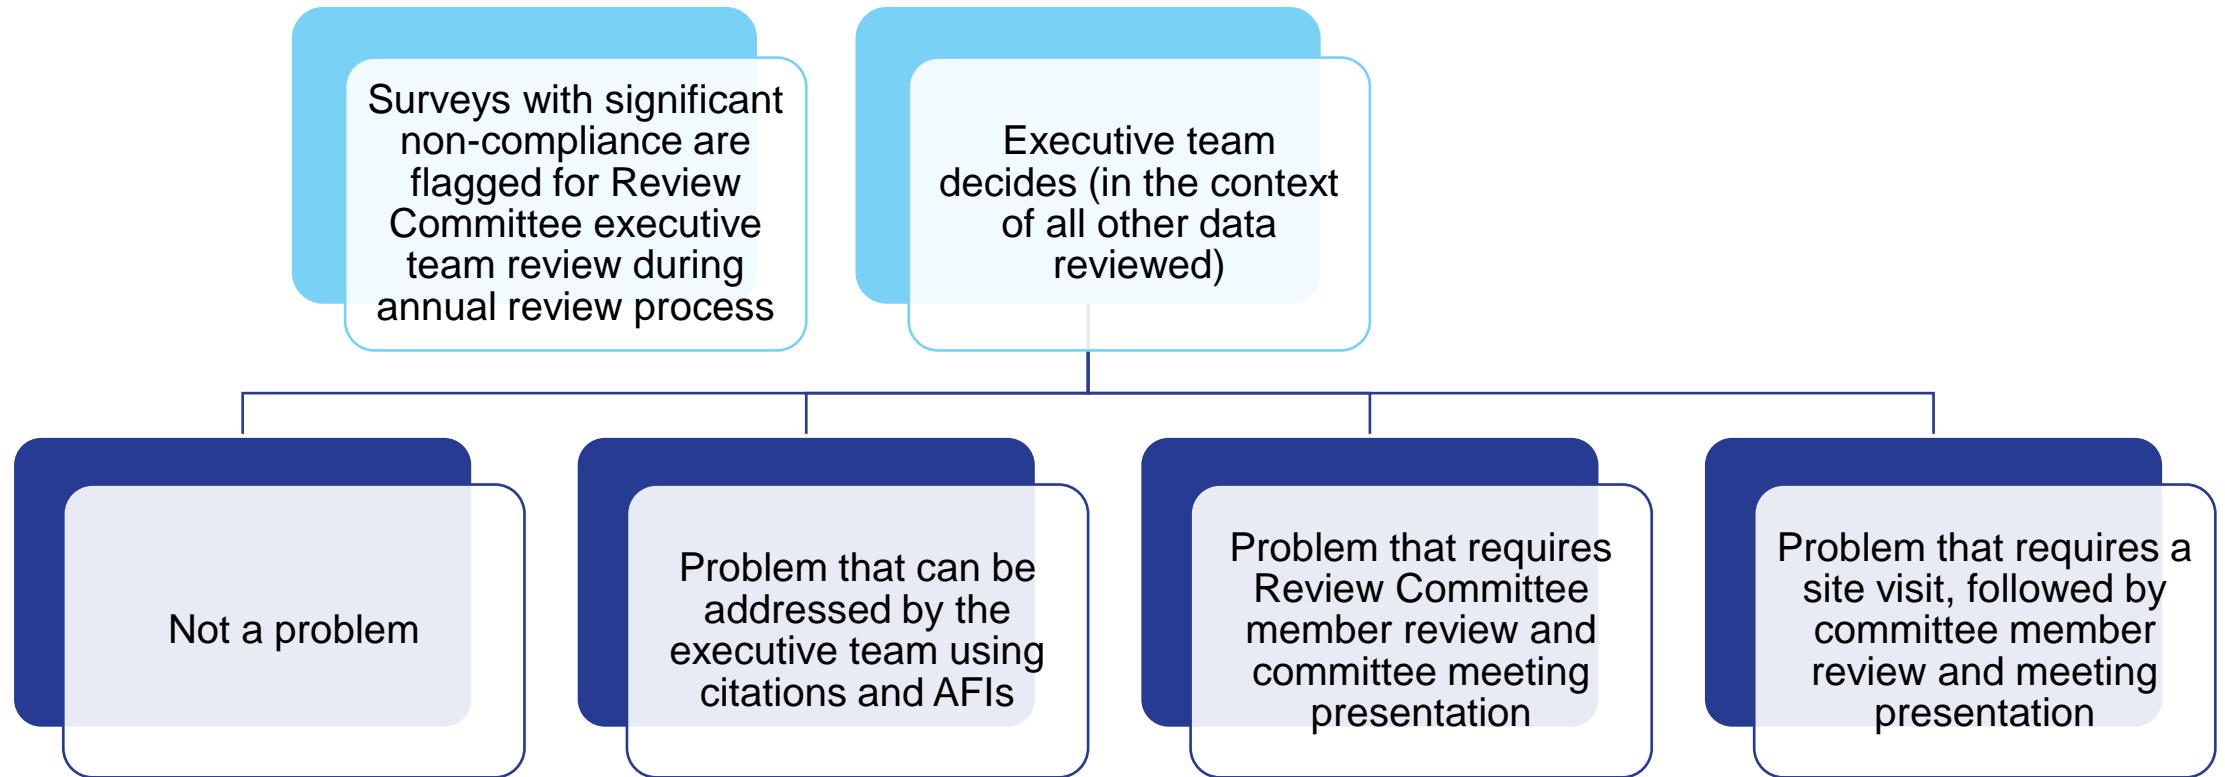 Surveys with significant
non-compliance are
flagged for Review
Committee executive
team review during
annual review process
Executive team
decides (in the context
of all other data
reviewed)
Not a problem
Problem that can be
addressed by the
executive team using
citations and AFIs
Problem that requires
Review Committee
member review and
committee meeting
presentation
Problem that requires a
site visit, followed by
committee member
review and meeting
presentation